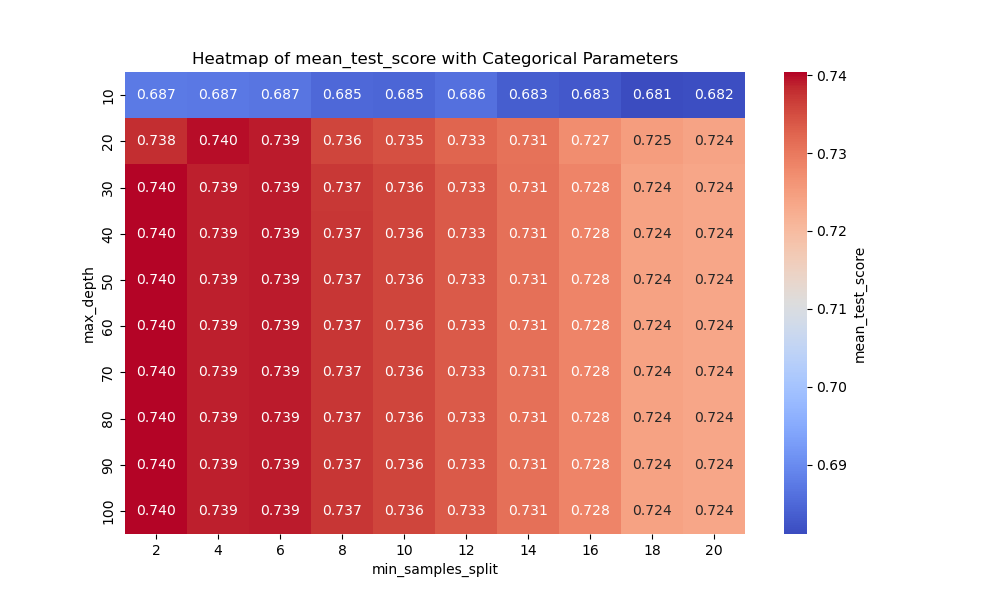 Heatmap of mean_test_score with Categorical Parameters
10 0.687 0.687 0.687 0.685 0.685 0.686 0.683 0.683 0.681 0.682
20 0.738 0.740 0.739 0.736 0.735 0.733 0.731 0.727 0.725 0.724
30 0.740 0.739 0.739 0.737 0.736 0.733 0.731 0.728 0.724 0.724
40 0.740 0.739 0.739 0.737 0.736 0.733 0.731 0.728 0.724 0.724
50 0.740 0.739 0.739 0.737 0.736 0.733 0.731 0.728 0.724 0.724
60 0.740 0.739 0.739 0.737 0.736 0.733 0.731 0.728 0.724 0.724
70 0.740 0.739 0.739 0.737 0.736 0.733 0.731 0.728 0.724 0.724
80 0.740 0.739 0.739 0.737 0.736 0.733 0.731 0.728 0.724 0.724
90 0.740 0.739 0.739 0.737 0.736 0.733 0.731 0.728 0.724 0.724
100 0.740 0.739 0.739 0.737 0.736 0.733 0.731 0.728 0.724 0.724
2 4 6 8 10 12 14 16 18 20
min_samples_split
max_depth
0.74
0.73
0.72
0.71
0.70
0.69
mean_test_score